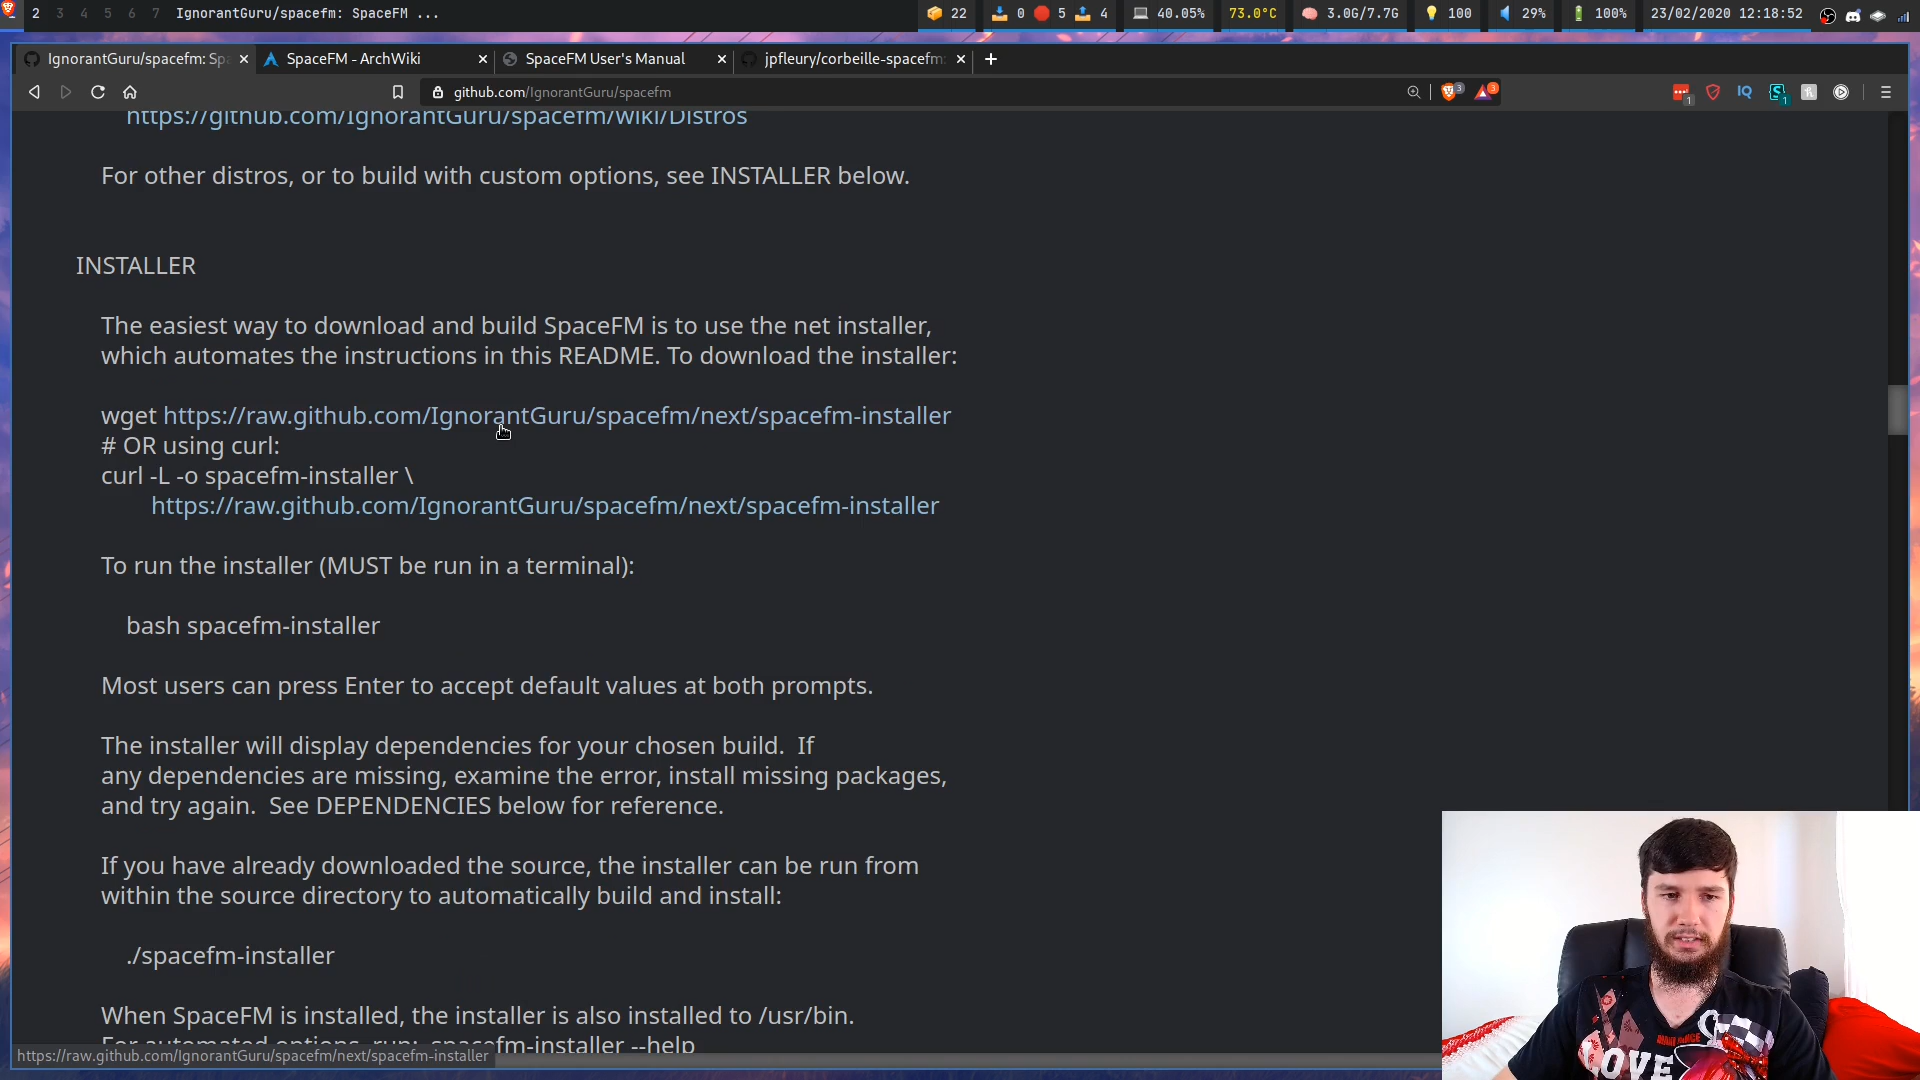 2 3 4 5 6 7 IgnorantGuru/spacefm: SpaceFM ... 22 0 5 4 40.05% 73.0°C 3.0G/7.7G 100 29% 100% 23/02/2020 12:18:52
IgnorantGuru/spacefm: Spa SpaceFM - ArchWiki SpaceFM User's Manual jpfleury/corbeille-spacefm:
github.com/IgnorantGuru/spacefm
https://github.com/IgnorantGuru/spacefm/wiki/Distros
For other distros, or to build with custom options, see INSTALLER below.
INSTALLER
The easiest way to download and build SpaceFM is to use the net installer,
which automates the instructions in this README. To download the installer:
wget https://raw.github.com/IgnorantGuru/spacefm/next/spacefm-installer
# OR using curl:
curl -L -o spacefm-installer \
https://raw.github.com/IgnorantGuru/spacefm/next/spacefm-installer
To run the installer (MUST be run in a terminal):
bash spacefm-installer
Most users can press Enter to accept default values at both prompts.
The installer will display dependencies for your chosen build.  If
any dependencies are missing, examine the error, install missing packages,
and try again.  See DEPENDENCIES below for reference.
If you have already downloaded the source, the installer can be run from
within the source directory to automatically build and install:
./spacefm-installer
When SpaceFM is installed, the installer is also installed to /usr/bin.
For automated options, run:  spacefm-installer --help
https://raw.github.com/IgnorantGuru/spacefm/next/spacefm-installer
LOVE